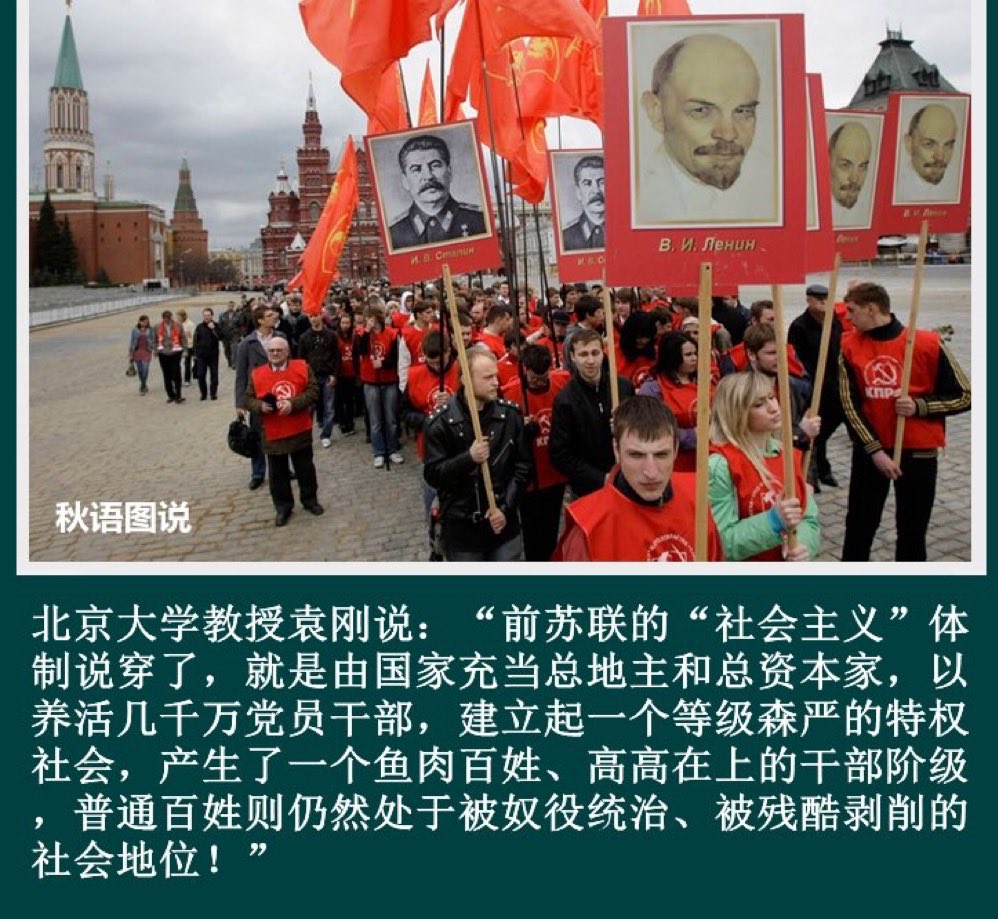 И. В. Сталин
И. В. С
В. И. Ленин
Ленин
В. И. Ленин
КПРФ
КПР
秋语图说
北京大学教授袁刚说：“前苏联的“社会主义”体
制说穿了，就是由国家充当总地主和总资本家，以
养活几千万党员干部，建立起一个等级森严的特权
社会，产生了一个鱼肉百姓、高高在上的干部阶级
，普通百姓则仍然处于被奴役统治、被残酷剥削的
社会地位！”